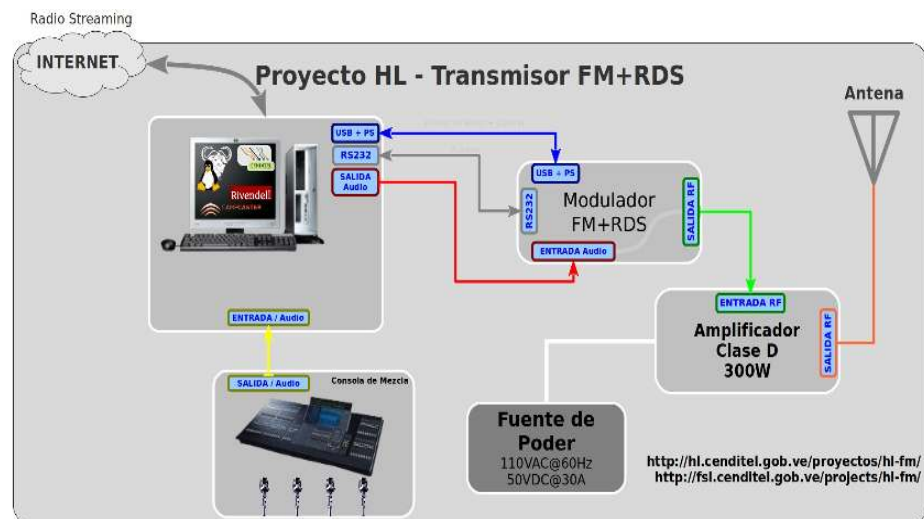 Radio Streaming
INTERNET
Proyecto HL - Transmisor FM+RDS
Antena
USB + PS
RS232
SALIDA
Audio
Rivendell
USB + PS
RS232
Modulador
FM+RDS
SALIDA RF
ENTRADA Audio
ENTRADA RF
Amplificador
Clase D
300W
SALIDA RF
ENTRADA / Audio
SALIDA / Audio
Consola de Mezcla
Fuente de
Poder
110VAC@60Hz
50VDC@30A
http://hl.cenditel.gob.ve/proyectos/hl-fm/
http://fsl.cenditel.gob.ve/projects/hl-fm/